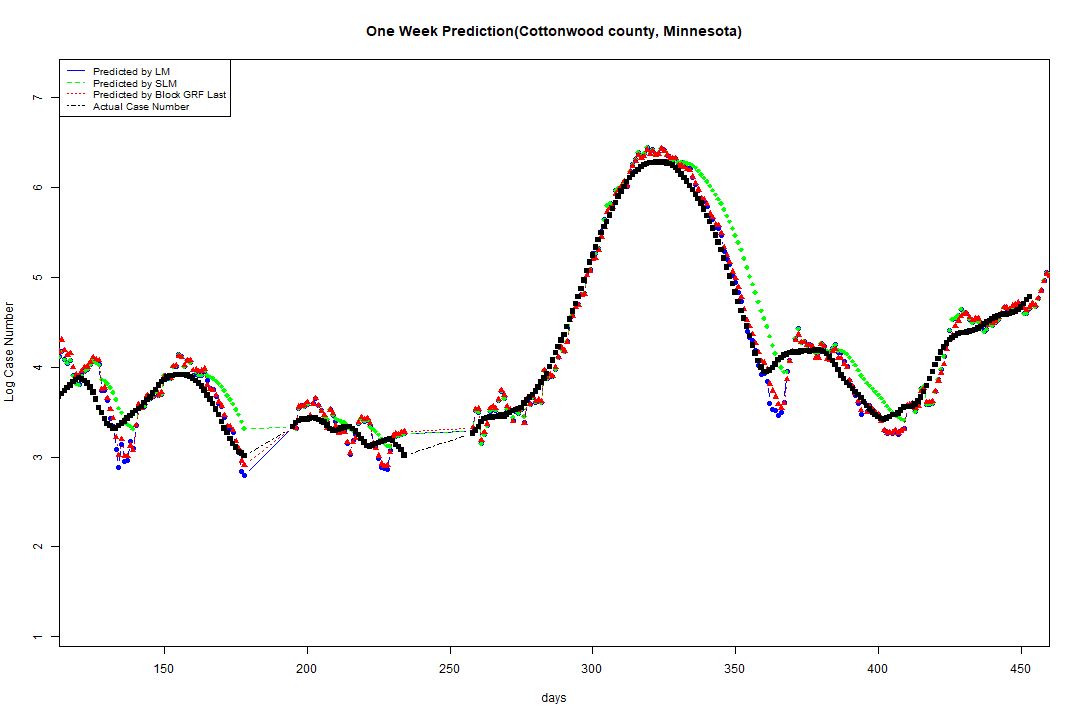 One Week Prediction(Cottonwood county, Minnesota)
Predicted by LM
Predicted by SLM
Predicted by Block GRF Last
Actual Case Number
7
6
5
4
3
2
1
Log Case Number
150 200 250 300 350 400 450
days